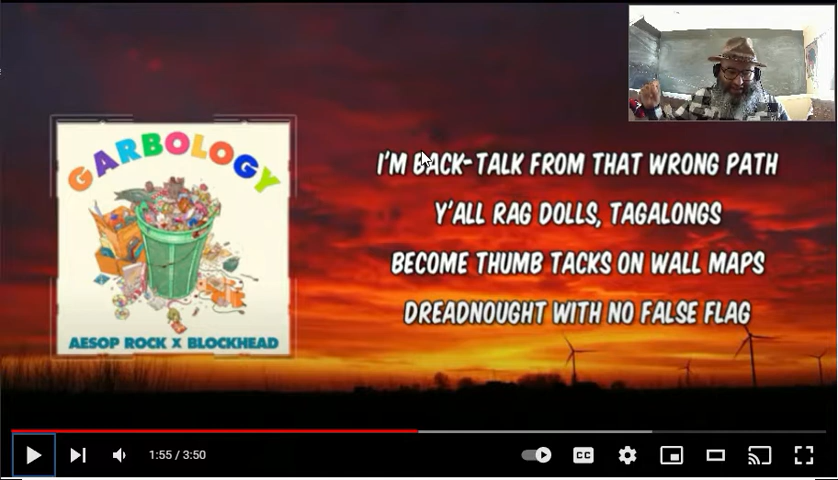 GARBOLOGY
AESOP ROCK X BLOCKHEAD
I'M BACK-TALK FROM THAT WRONG PATH
Y'ALL RAG DOLLS, TAGALONGS
BECOME THUMB TACKS ON WALL MAPS
DREADNOUGHT WITH NO FALSE FLAG
1:55 / 3:50
CC